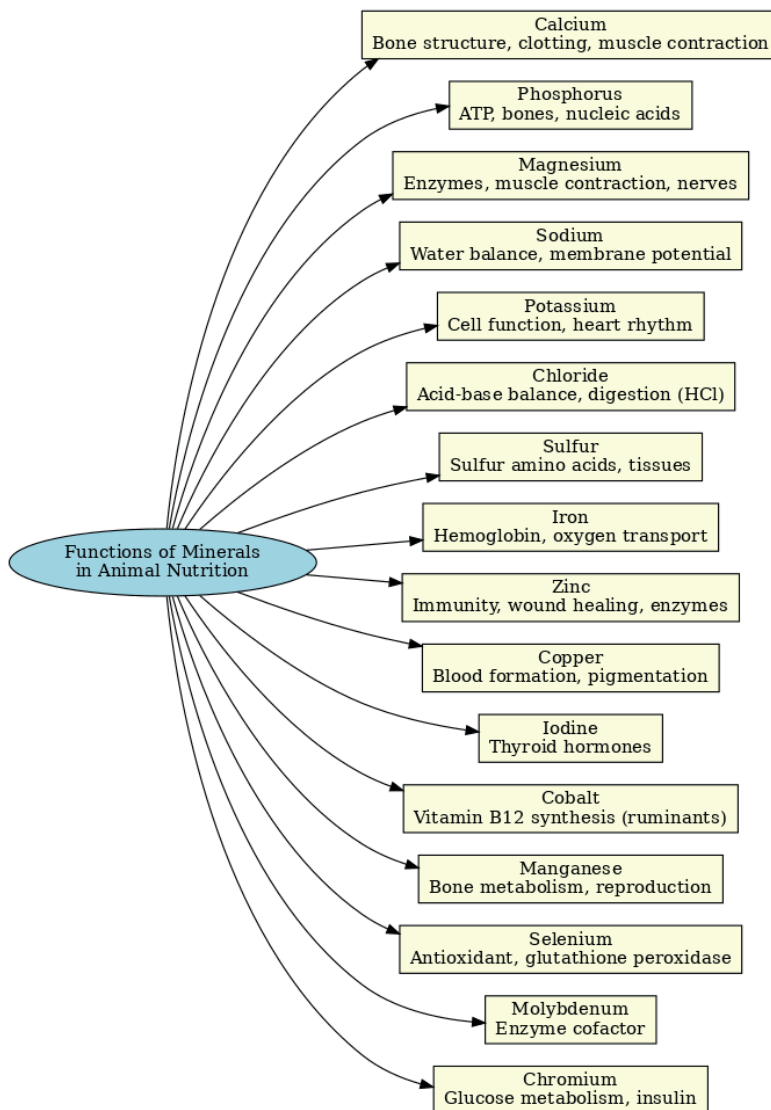 Calcium
Bone structure, clotting, muscle contraction
Phosphorus
ATP, bones, nucleic acids
Magnesium
Enzymes, muscle contraction, nerves
Sodium
Water balance, membrane potential
Potassium
Cell function, heart rhythm
Chloride
Acid-base balance, digestion (HCl)
Sulfur
Sulfur amino acids, tissues
Iron
Hemoglobin, oxygen transport
Functions of Minerals
in Animal Nutrition
Zinc
Immunity, wound healing, enzymes
Copper
Blood formation, pigmentation
Iodine
Thyroid hormones
Cobalt
Vitamin B12 synthesis (ruminants)
Manganese
Bone metabolism, reproduction
Selenium
Antioxidant, glutathione peroxidase
Molybdenum
Enzyme cofactor
Chromium
Glucose metabolism, insulin